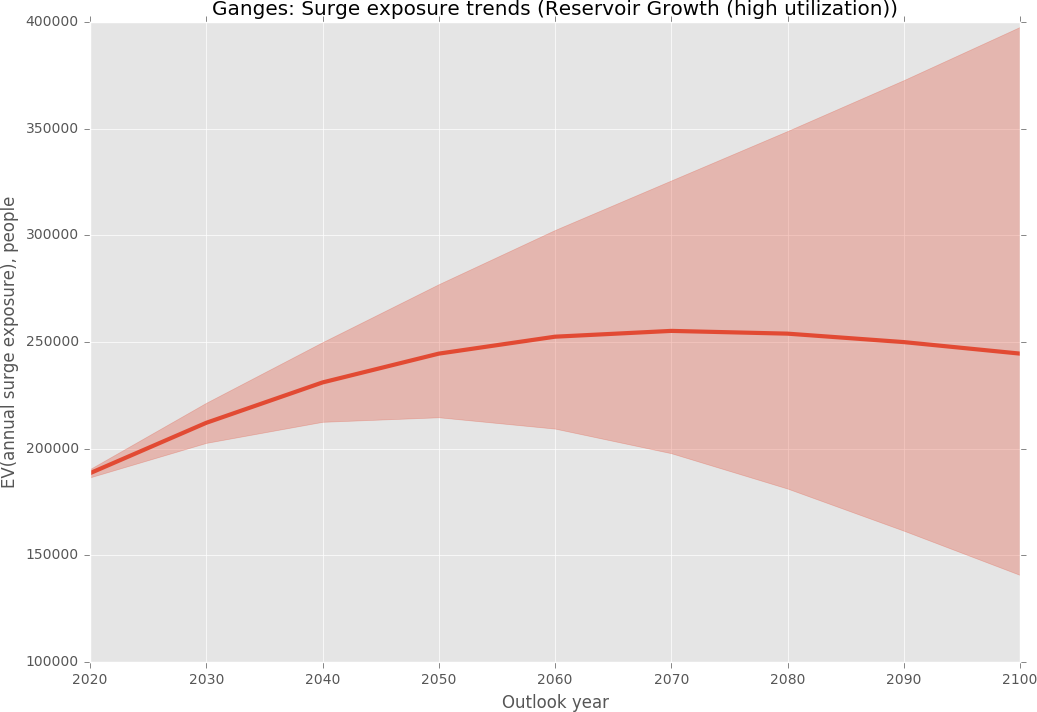 Ganges: Surge exposure trends (Reservoir Growth (high utilization))
EV(annual surge exposure), people
400000
350000
300000
250000
200000
150000
100000
2020 2030 2040 2050 2060 2070 2080 2090 2100
Outlook year